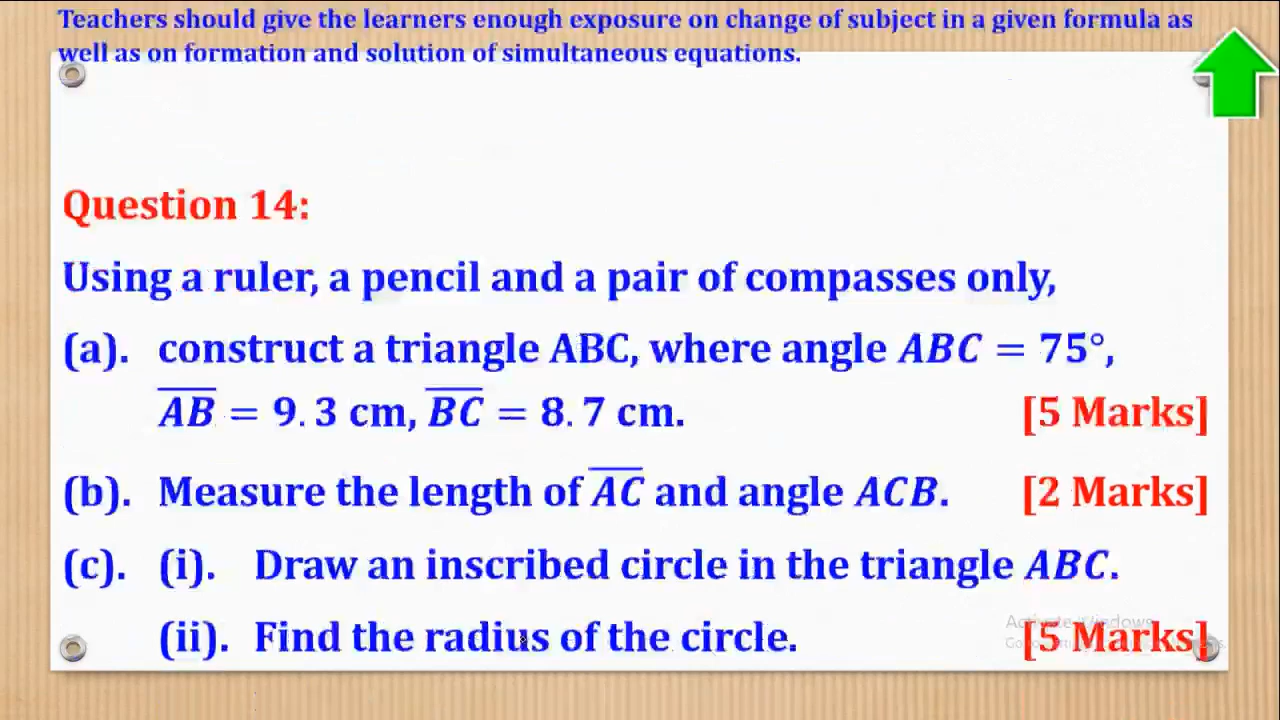 Teachers should give the learners enough exposure on change of subject in a given formula as
well as on formation and solution of simultaneous equations.
Question 14:
Using a ruler, a pencil and a pair of compasses only,
(a). construct a triangle ABC, where angle ABC = 75°,
A̅B̅ = 9.3 cm, B̅C̅ = 8.7 cm. [5 Marks]
(b). Measure the length of A̅C̅ and angle ACB. [2 Marks]
(c). (i). Draw an inscribed circle in the triangle ABC.
Activate Windows
(ii). Find the radius of the circle. [5 Marks]